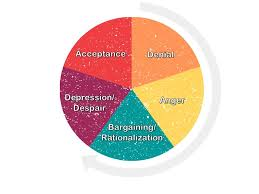 Acceptance
Denial
Depression/
Despair
Anger
Bargaining/
Rationalization